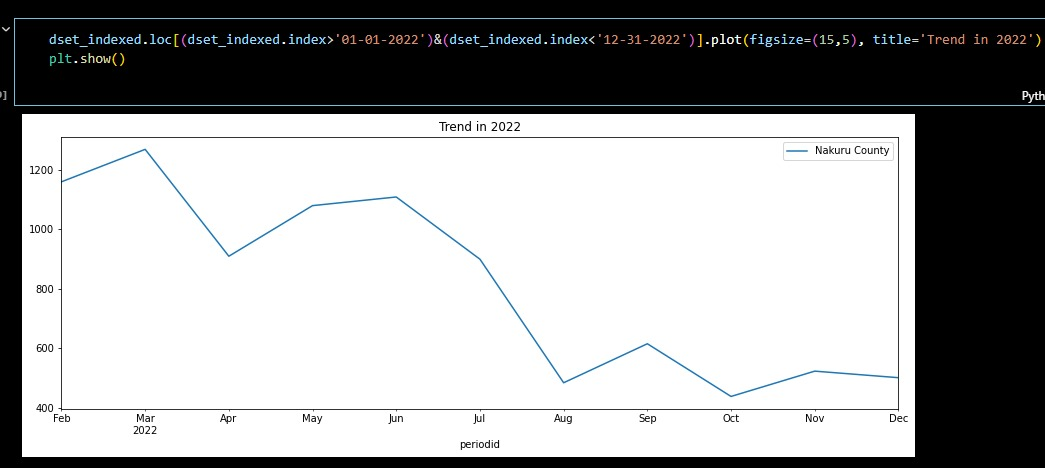 dset_indexed.loc[(dset_indexed.index>'01-01-2022')&(dset_indexed.index<'12-31-2022')].plot(figsize=(15,5), title='Trend in 2022')
plt.show()
]
Pyth
Trend in 2022
Nakuru County
1200
1000
800
600
400
Feb Mar Apr May Jun Jul Aug Sep Oct Nov Dec
2022
periodid